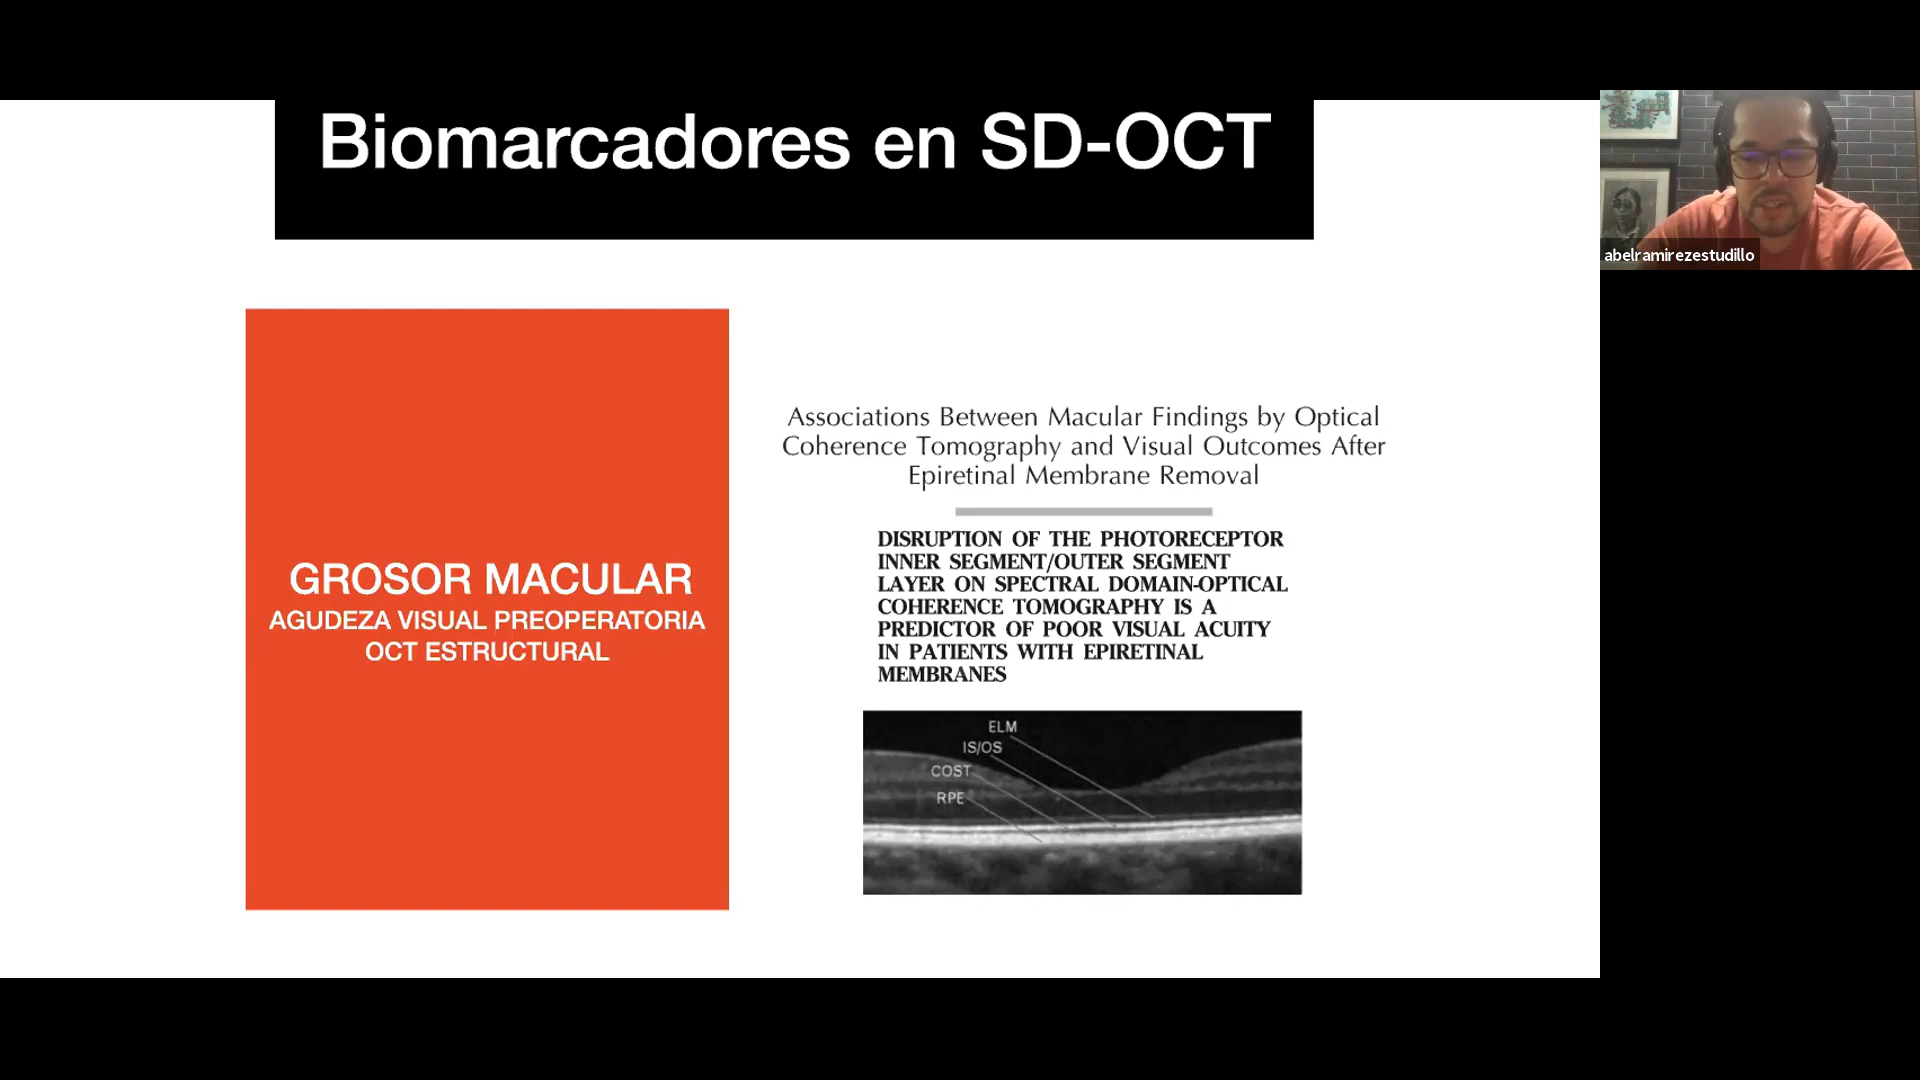 Biomarcadores en SD-OCT
abelramirezestudillo
GROSOR MACULAR
AGUDEZA VISUAL PREOPERATORIA
OCT ESTRUCTURAL
Associations Between Macular Findings by Optical
Coherence Tomography and Visual Outcomes After
Epiretinal Membrane Removal
DISRUPTION OF THE PHOTORECEPTOR
INNER SEGMENT/OUTER SEGMENT
LAYER ON SPECTRAL DOMAIN-OPTICAL
COHERENCE TOMOGRAPHY IS A
PREDICTOR OF POOR VISUAL ACUITY
IN PATIENTS WITH EPIRETINAL
MEMBRANES
ELM
IS/OS
COST
RPE